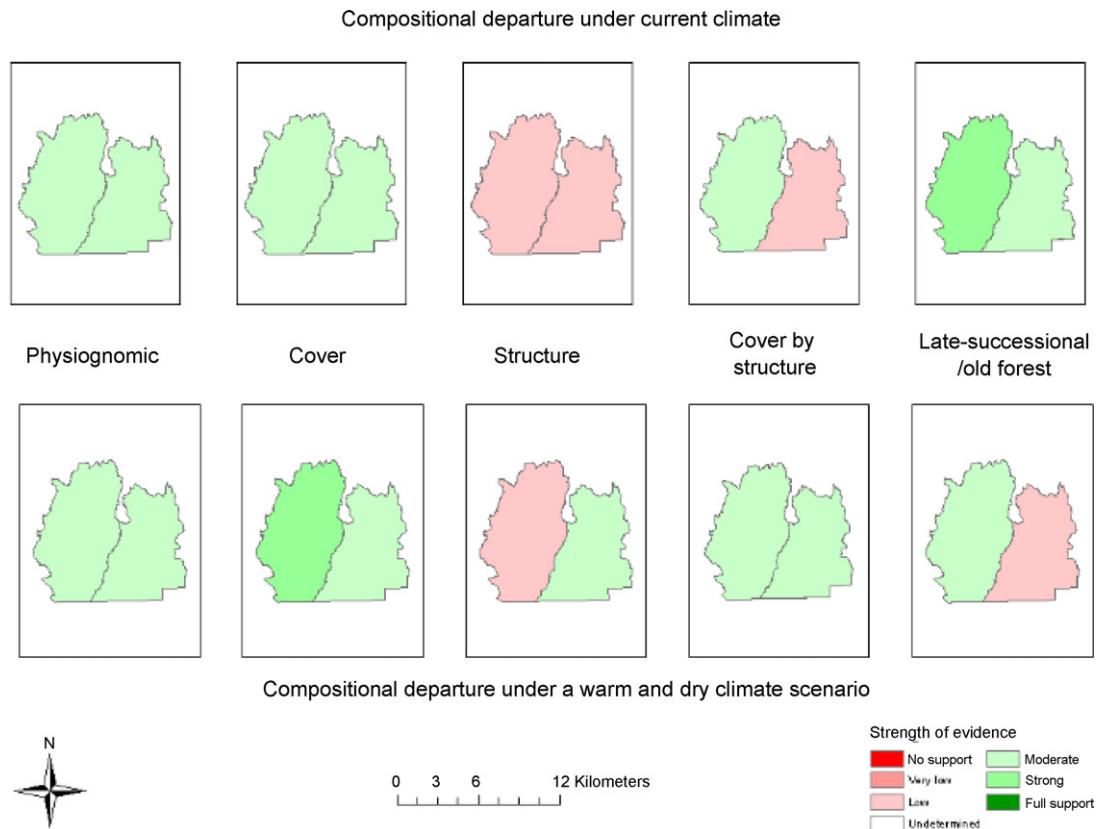 Compositional departure under current climate
Physiognomic
Cover
Structure
Cover by
structure
Late-successional
/old forest
Compositional departure under a warm and dry climate scenario
N
0 3 6 12 Kilometers
Strength of evidence
No support
Very low
Low
Undetermined
Moderate
Strong
Full support